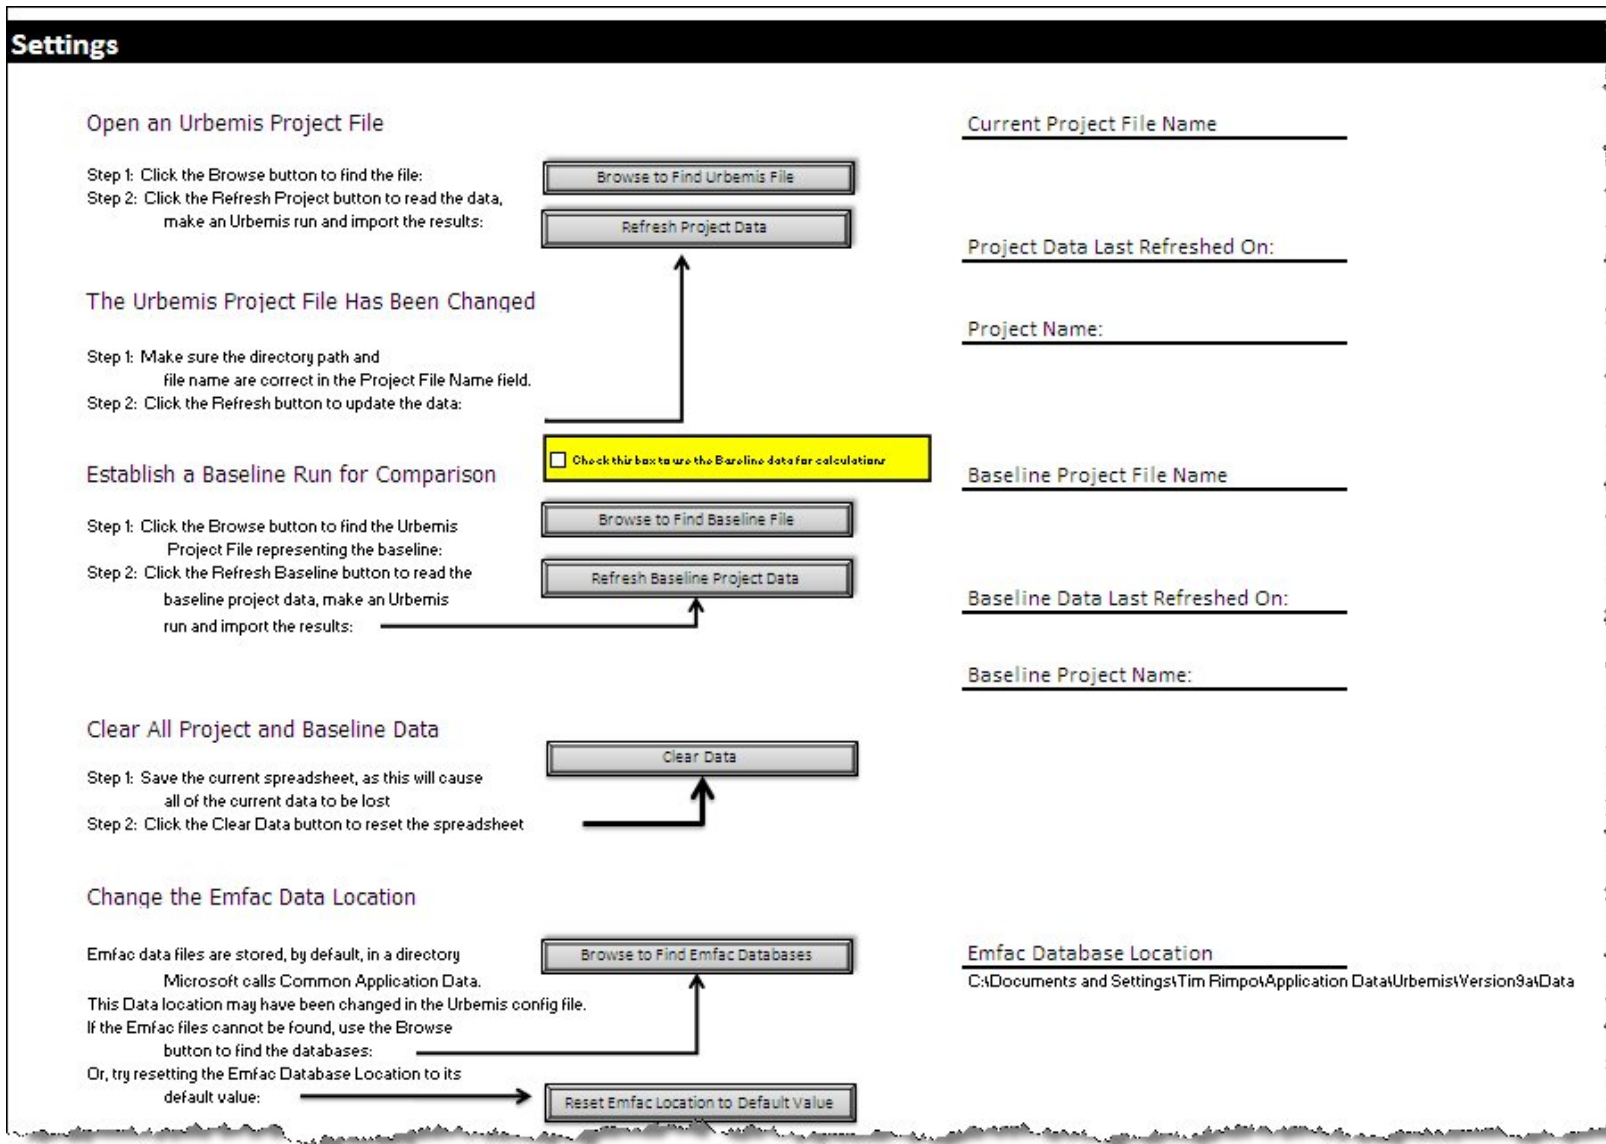 Settings
Open an Urbemis Project File
Current Project File Name
Step 1: Click the Browse button to find the file:
Browse to Find Urbemis File
Step 2: Click the Refresh Project button to read the data,
make an Urbemis run and import the results:
Refresh Project Data
Project Data Last Refreshed On:
The Urbemis Project File Has Been Changed
Project Name:
Step 1: Make sure the directory path and
file name are correct in the Project File Name field.
Step 2: Click the Refresh button to update the data:
Check this box to use the Baseline data for calculations
Establish a Baseline Run for Comparison
Baseline Project File Name
Step 1: Click the Browse button to find the Urbemis
Project File representing the baseline:
Browse to Find Baseline File
Step 2: Click the Refresh Baseline button to read the
baseline project data, make an Urbemis
run and import the results:
Refresh Baseline Project Data
Baseline Data Last Refreshed On:
Baseline Project Name:
Clear All Project and Baseline Data
Clear Data
Step 1: Save the current spreadsheet, as this will cause
all of the current data to be lost
Step 2: Click the Clear Data button to reset the spreadsheet
Change the Emfac Data Location
Emfac data files are stored, by default, in a directory
Microsoft calls Common Application Data.
Browse to Find Emfac Databases
Emfac Database Location
C:\Documents and Settings\Tim Rimpo\Application Data\Urbemis\Version9a\Data
This Data location may have been changed in the Urbemis config file.
If the Emfac files cannot be found, use the Browse
button to find the databases:
Or, try resetting the Emfac Database Location to its
default value:
Reset Emfac Location to Default Value